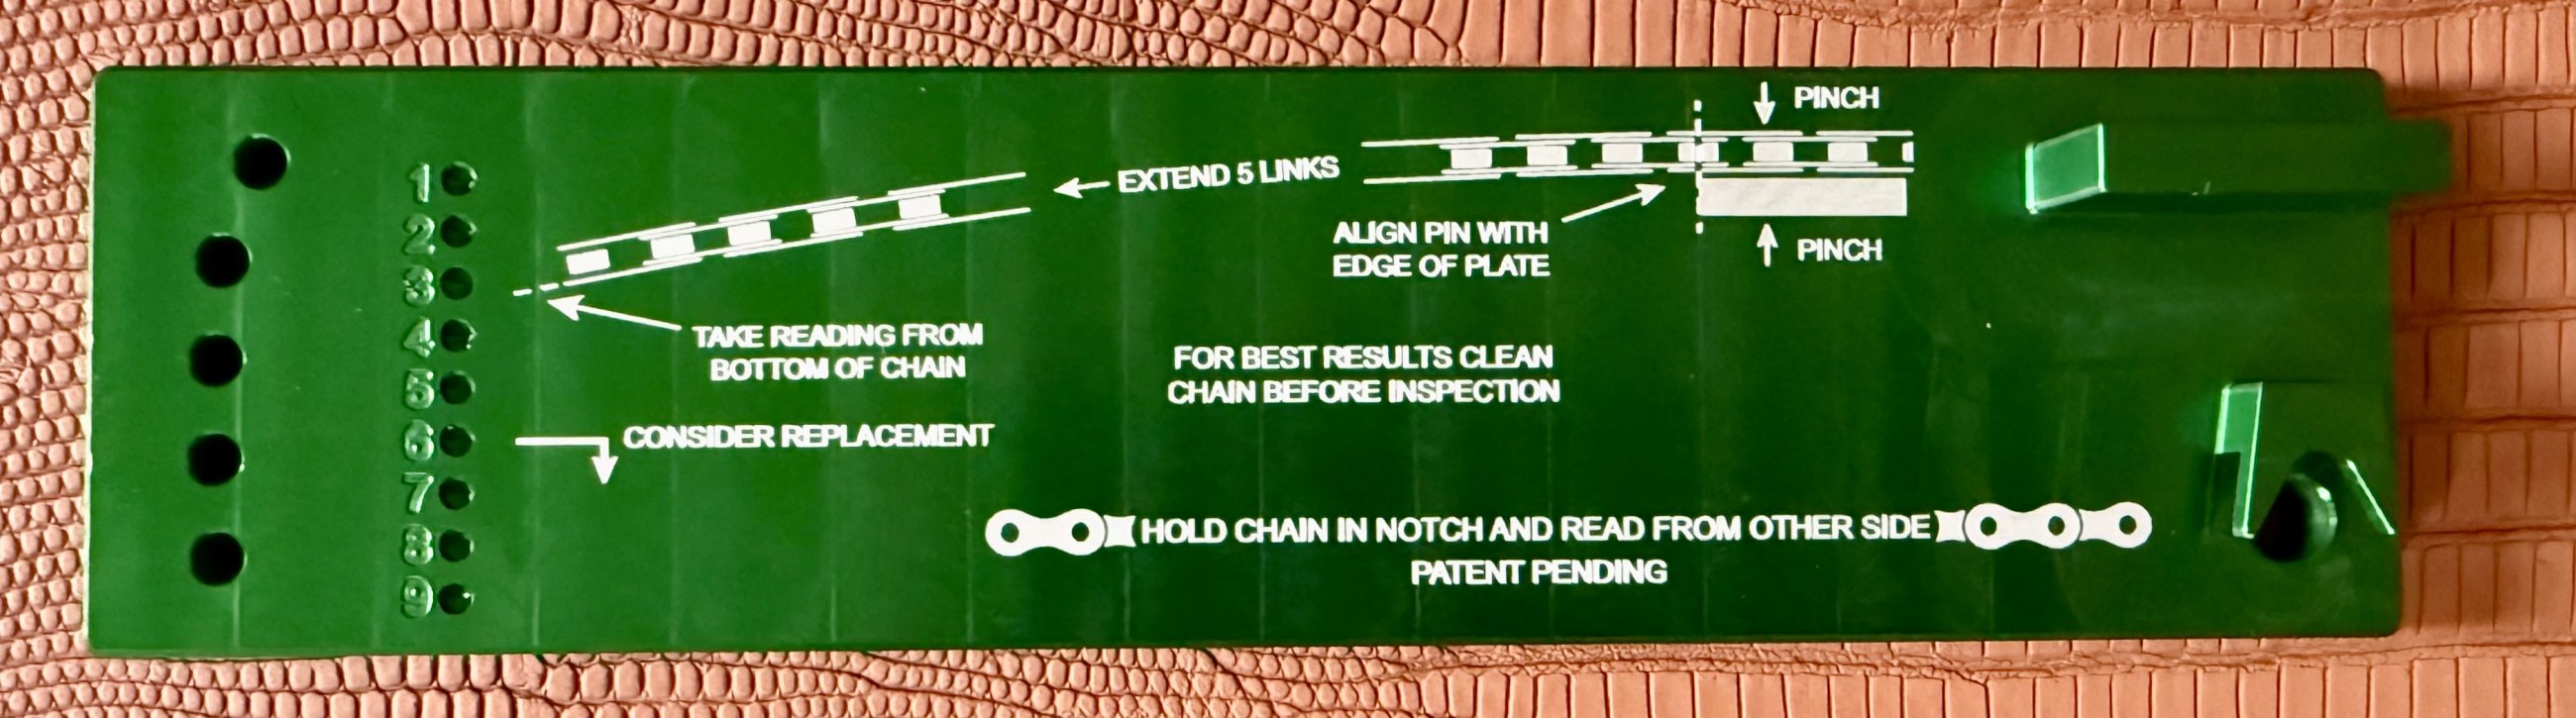 1
2
3
4
5
6
7
8
9
EXTEND 5 LINKS
PINCH
ALIGN PIN WITH
EDGE OF PLATE
PINCH
TAKE READING FROM
BOTTOM OF CHAIN
FOR BEST RESULTS CLEAN
CHAIN BEFORE INSPECTION
CONSIDER REPLACEMENT
HOLD CHAIN IN NOTCH AND READ FROM OTHER SIDE
PATENT PENDING